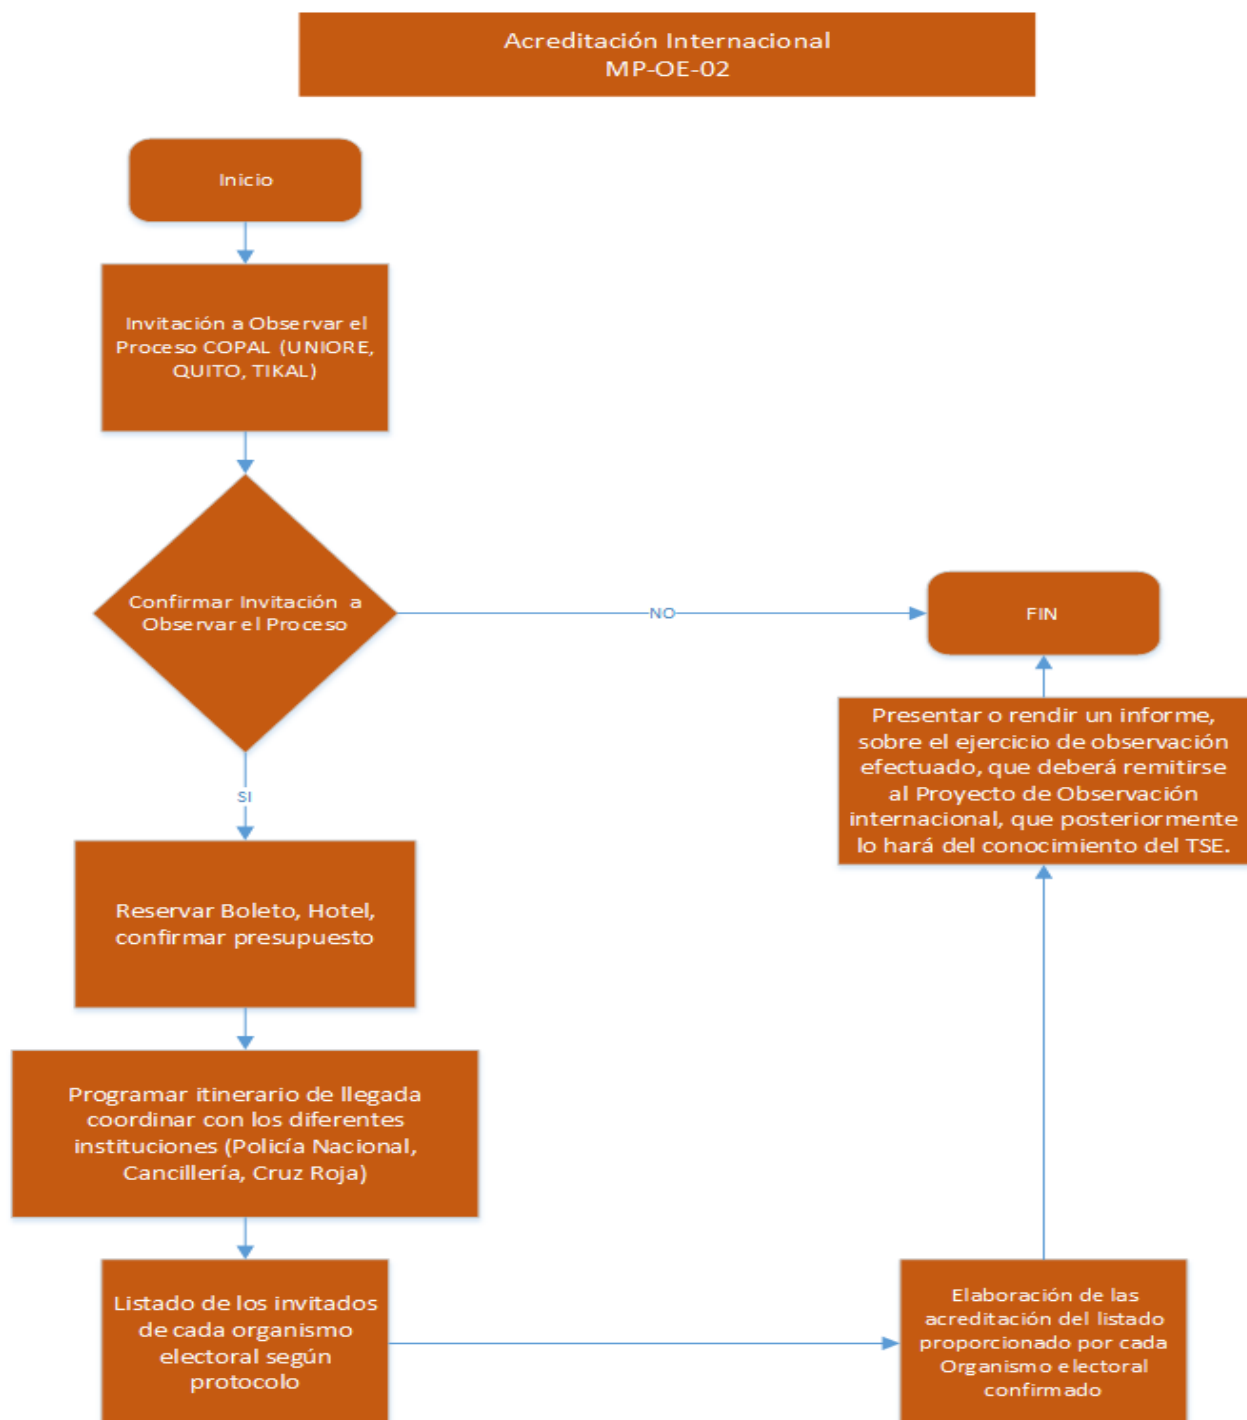 Acreditación Internacional
MP-OE-02
Inicio
Invitación a Observar el
Proceso COPAL (UNIORE,
QUITO, TIKAL)
Confirmar Invitación a
Observar el Proceso
NO
FIN
SI
Presentar o rendir un informe,
sobre el ejercicio de observación
efectuado, que deberá remitirse
al Proyecto de Observación
internacional, que posteriormente
lo hará del conocimiento del TSE.
Reservar Boleto, Hotel,
confirmar presupuesto
Programar itinerario de llegada
coordinar con los diferentes
instituciones (Policía Nacional,
Cancillería, Cruz Roja)
Listado de los invitados
de cada organismo
electoral según
protocolo
Elaboración de las
acreditación del listado
proporcionado por cada
Organismo electoral
confirmado